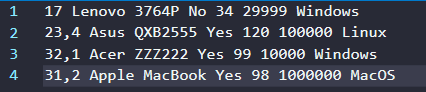 1 17 Lenovo 3764P No 34 29999 Windows
2 23,4 Asus QXB2555 Yes 120 100000 Linux
3 32,1 Acer ZZZ222 Yes 99 10000 Windows
4 31,2 Apple MacBook Yes 98 1000000 MacOS